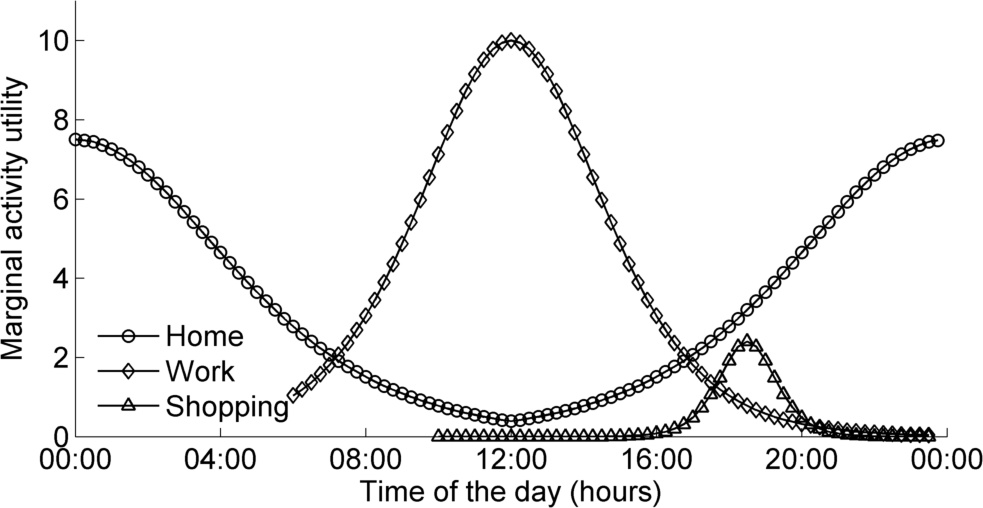 Marginal activity utility
10
8
6
4
2
0
Home
Work
Shopping
00:00 04:00 08:00 12:00 16:00 20:00 00:00
Time of the day (hours)